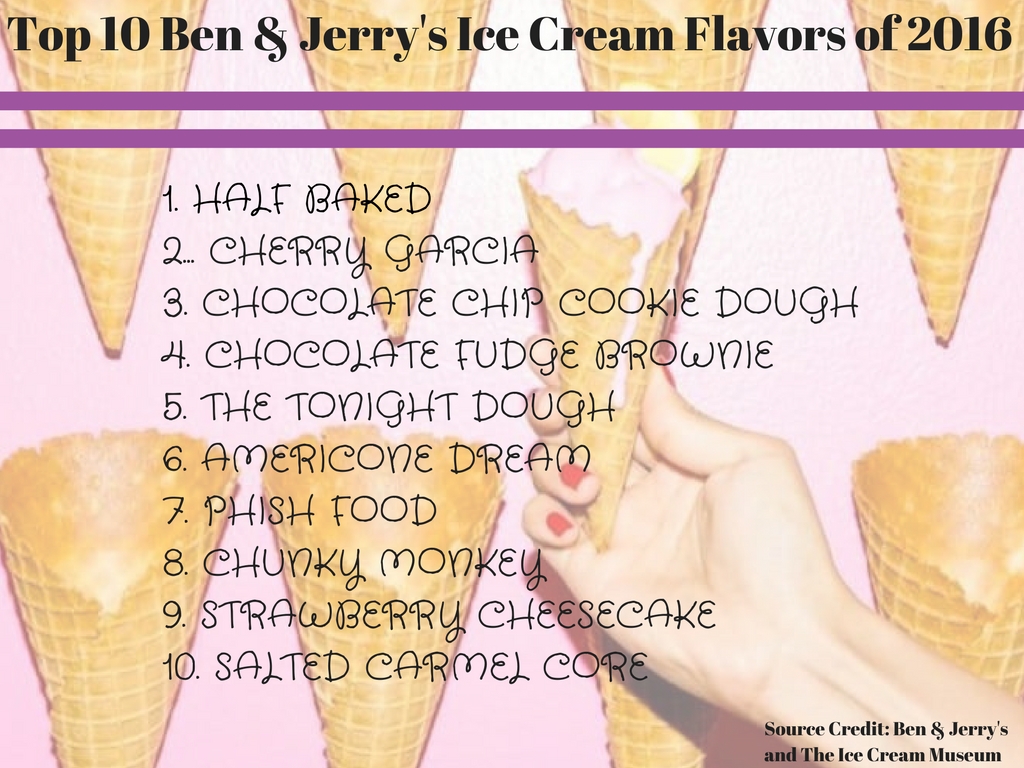 Top 10 Ben & Jerry's Ice Cream Flavors of 2016
1. HALF BAKED
2... CHERRY GARCIA
3. CHOCOLATE CHIP COOKIE DOUGH
4. CHOCOLATE FUDGE BROWNIE
5. THE TONIGHT DOUGH
6. AMERICONE DREAM
7. PHISH FOOD
8. CHUNKY MONKEY
9. STRAWBERRY CHEESECAKE
10. SALTED CARMEL CORE
Source Credit: Ben & Jerry's
and The Ice Cream Museum